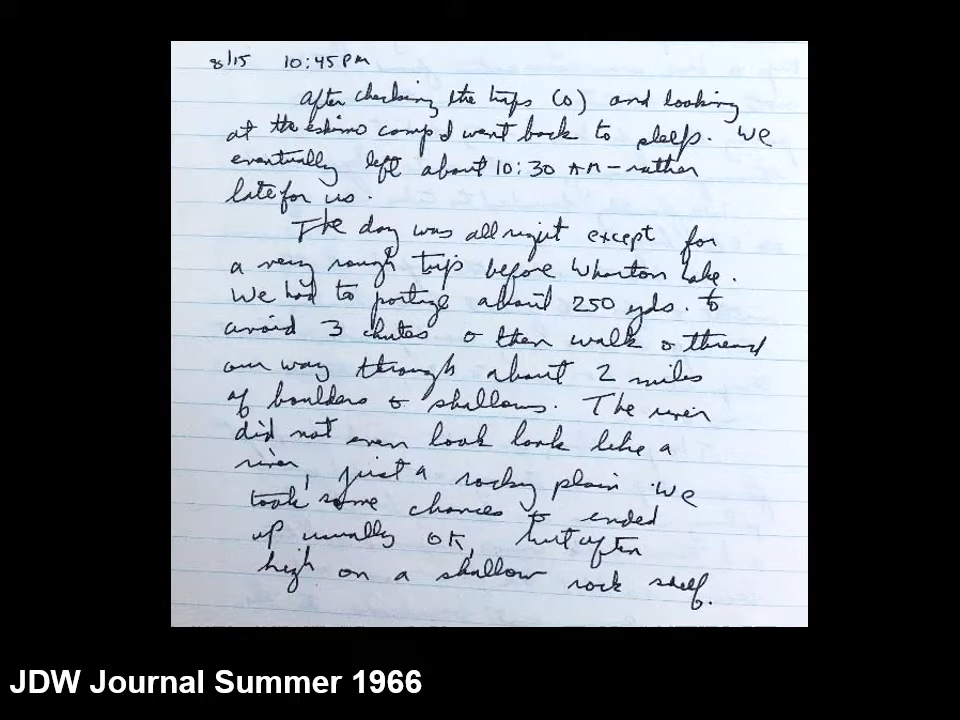 8/15 10:45 PM
After checking the traps (0) and looking
at the eskimo camp I went back to sleep. We
eventually left about 10:30 AM - rather
late for us.
The day was all right except for
a very rough trip before Wharton Lake.
We had to portage about 250 yds. to
avoid 3 chutes & then walk & thread
our way through about 2 miles
of boulders & shallows. The river
did not even look look like a
river, just a rocky plain. We
took some chances & ended
up usually OK, but often
high on a shallow rock shelf.
JDW Journal Summer 1966